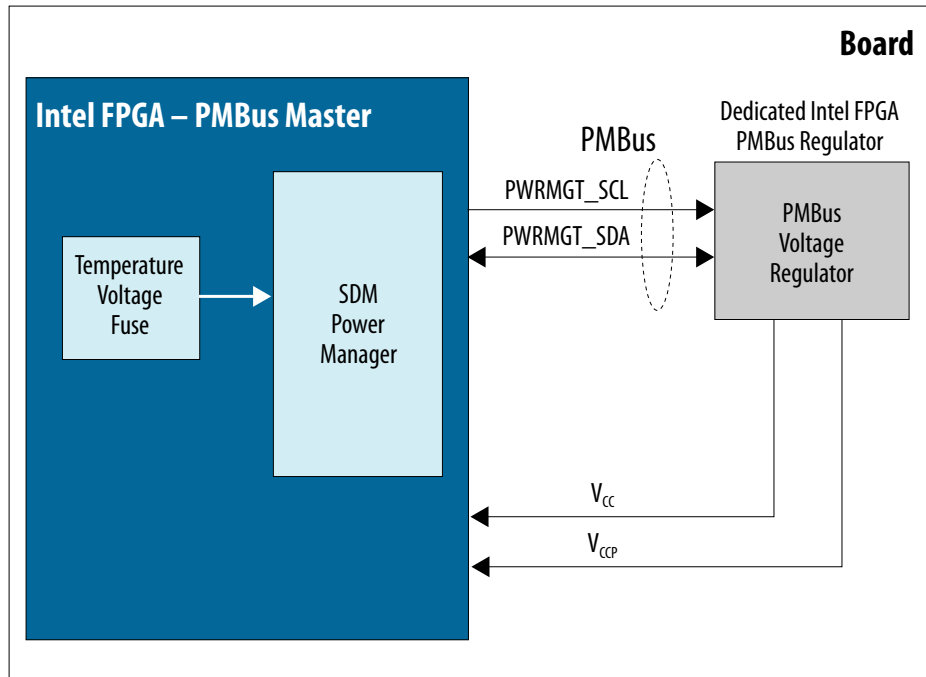 Board
Intel FPGA – PMBus Master
Dedicated Intel FPGA
PMBus Regulator
PMBus
PWRMGT_SCL
PWRMGT_SDA
PMBus
Voltage
Regulator
Temperature
Voltage
Fuse
SDM
Power
Manager
VCC
VCCP